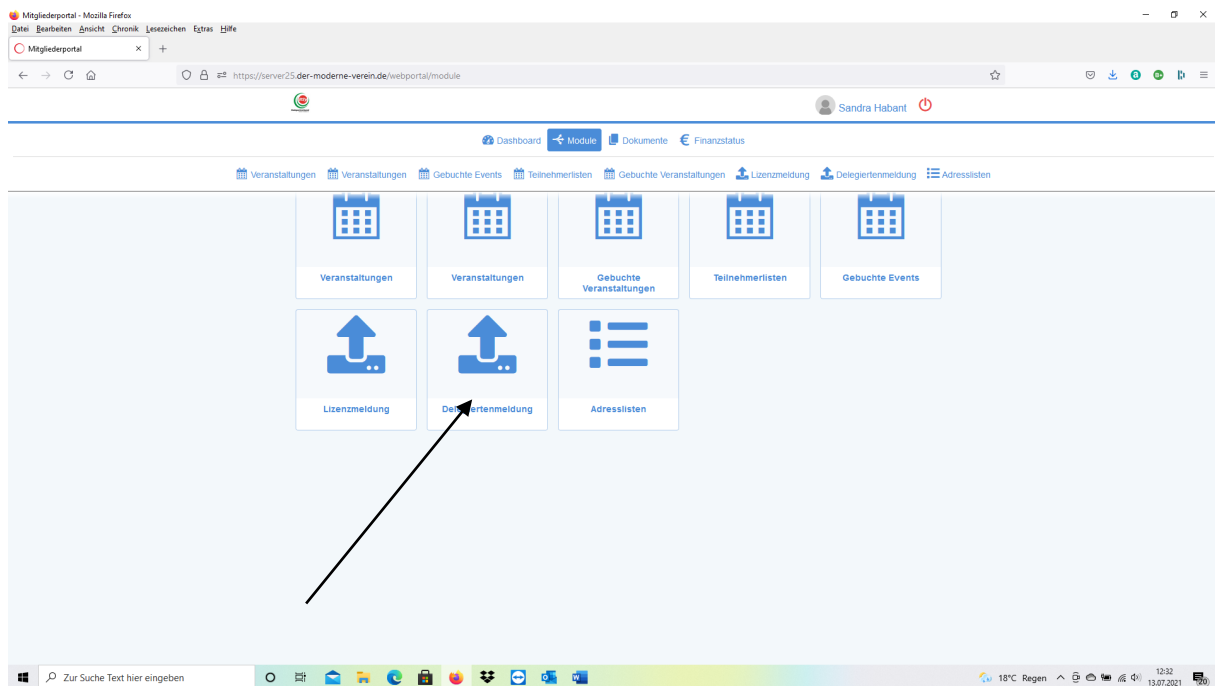 Mitgliederportal - Mozilla Firefox
Datei Bearbeiten Ansicht Chronik Lesezeichen Extras Hilfe
Mitgliederportal
https://server25.der-moderne-verein.de/webportal/module
Sandra Habant
Dashboard Module Dokumente Finanzstatus
Veranstaltungen Veranstaltungen Gebuchte Events Teilnehmerlisten Gebuchte Veranstaltungen Lizenzmeldung Delegiertenmeldung Adresslisten
Veranstaltungen Veranstaltungen Gebuchte Veranstaltungen Teilnehmerlisten Gebuchte Events
Lizenzmeldung Delegiertenmeldung Adresslisten
Zur Suche Text hier eingeben
18°C Regen
12:32
13.07.2021